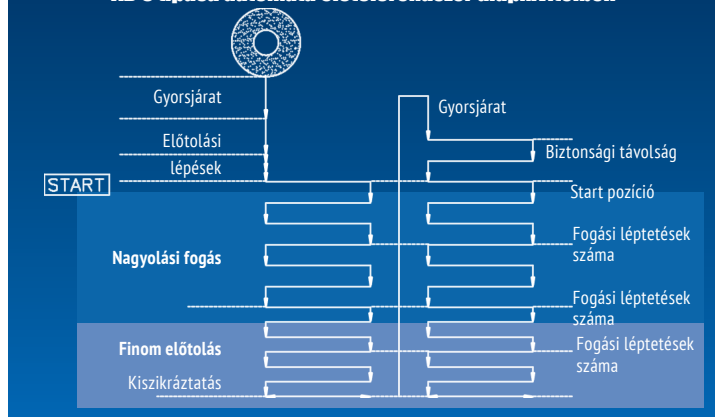 Gyorsjárat
Előtolási
lépések
START
Nagyolási fogás
Finom előtolás
Kiszikráztatás
Gyorsjárat
Biztonsági távolság
Start pozíció
Fogási léptetések
száma
Fogási léptetések
száma
Fogási léptetések
száma